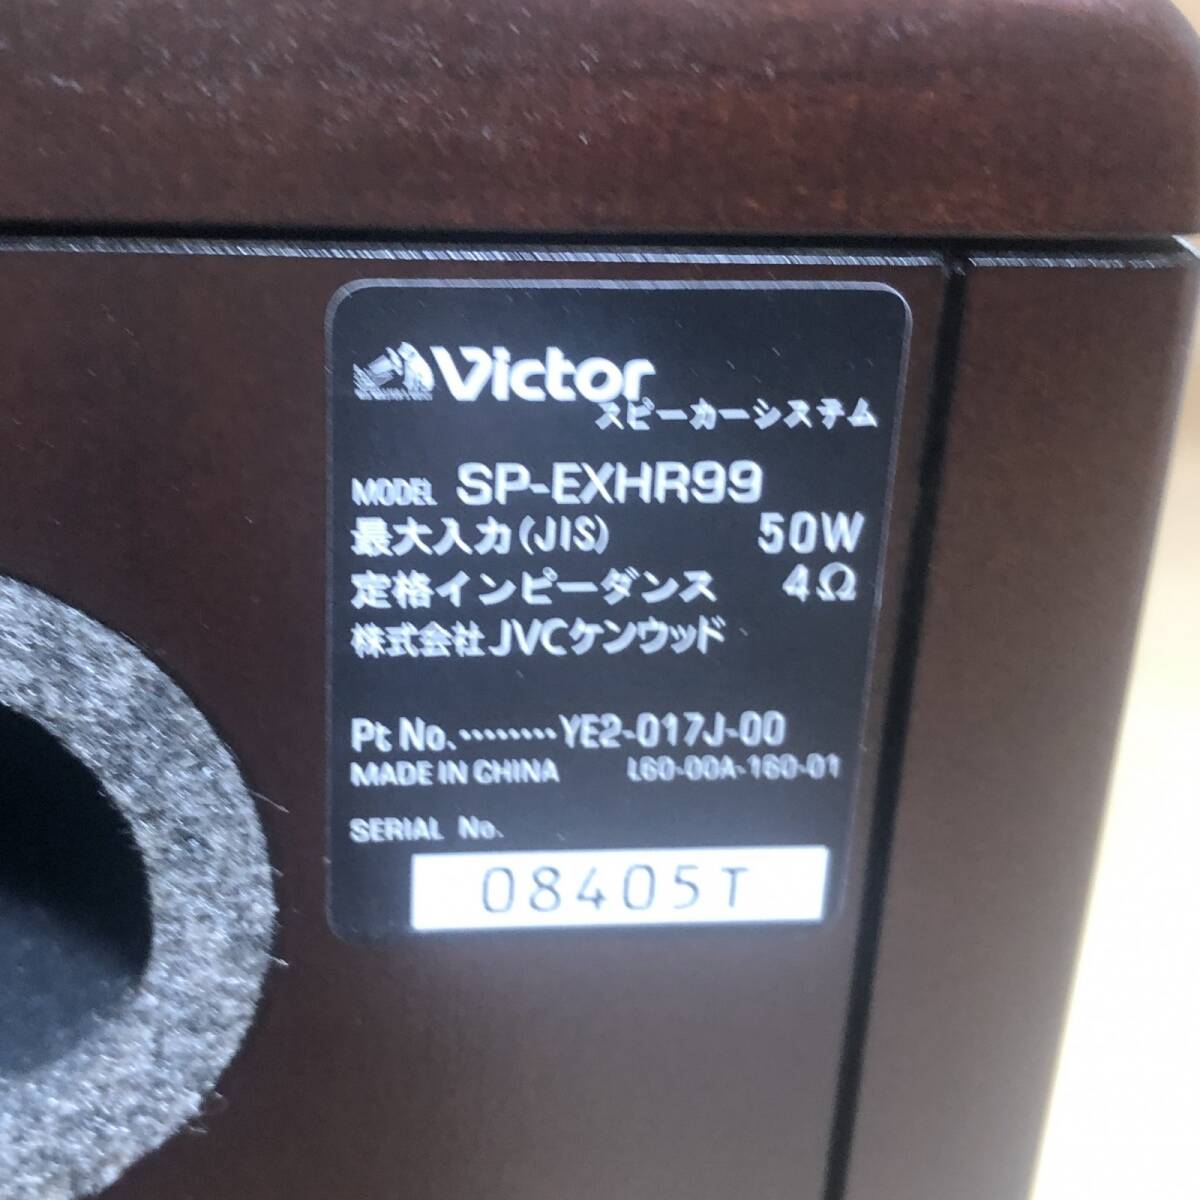 Victor
スピーカーシステム
MODEL SP-EXHR99
最大入力(JIS) 50W
定格インピーダンス 4Ω
株式会社JVCケンウッド
Pt No.········YE2-017J-00
MADE IN CHINA L60-00A-160-01
SERIAL No.
08405T